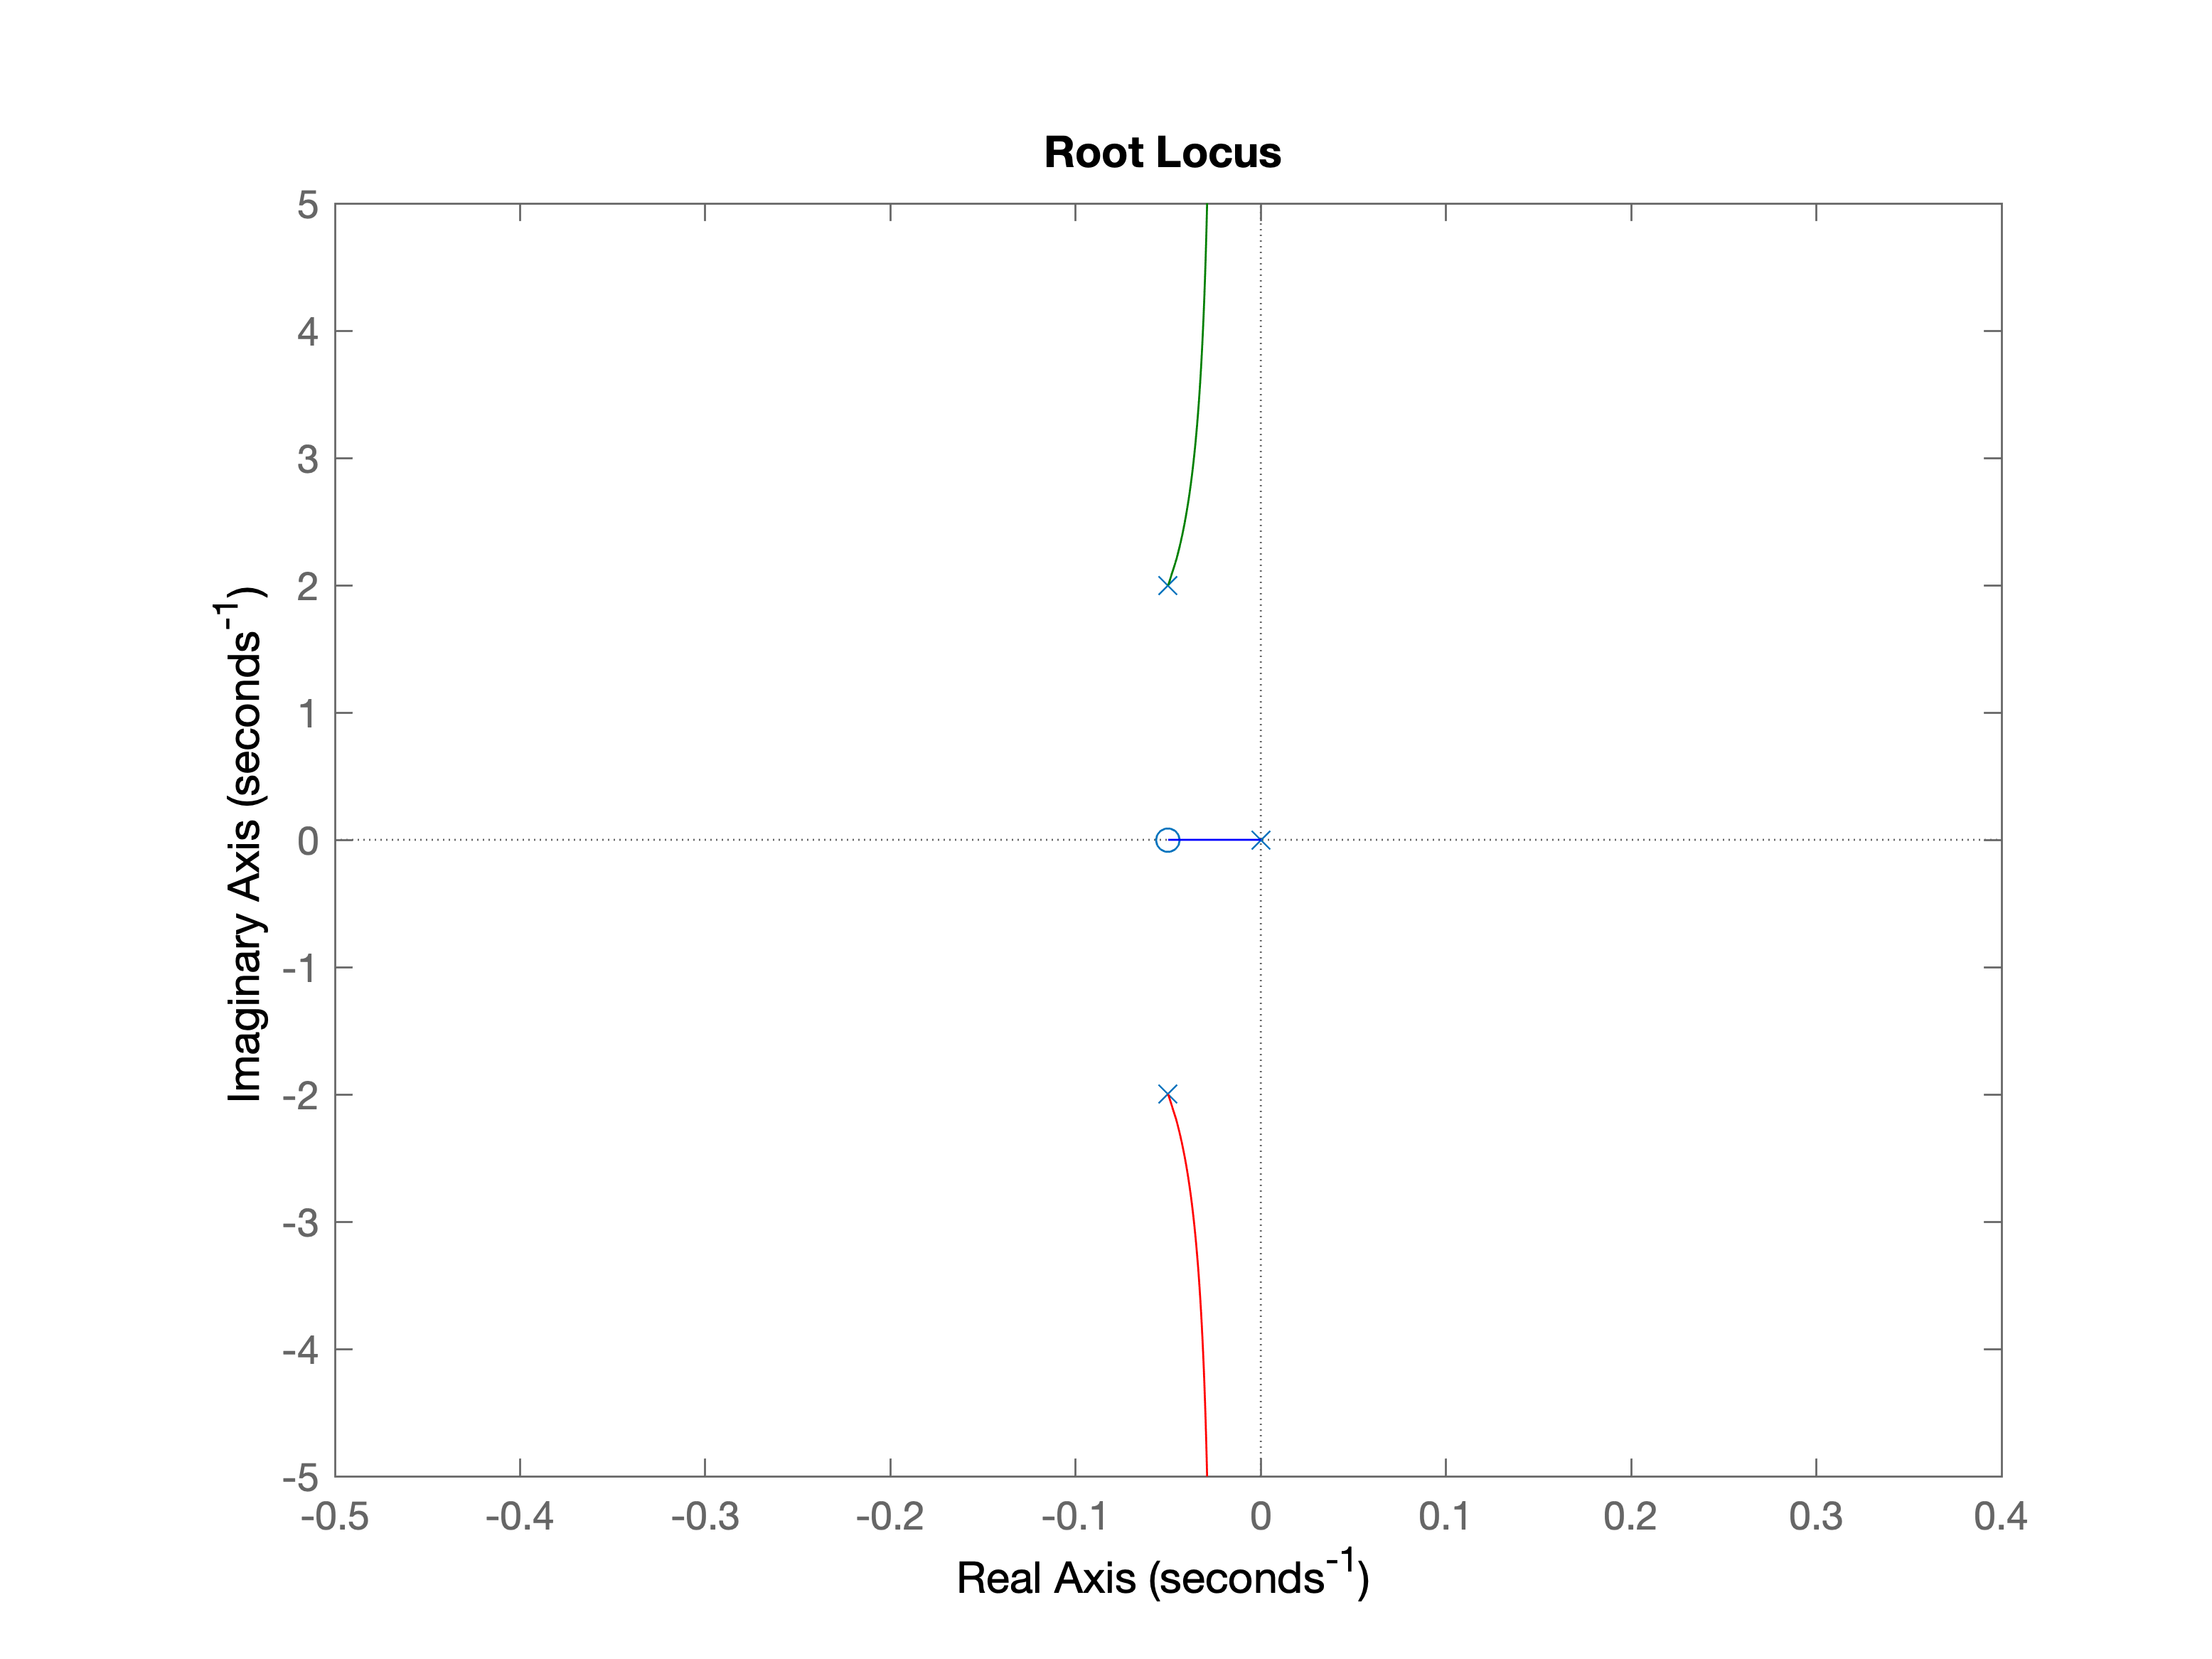 Root Locus
5
4
3
2
1
0
-1
-2
-3
-4
-5
Imaginary Axis (seconds⁻¹)
-0.5 -0.4 -0.3 -0.2 -0.1 0 0.1 0.2 0.3 0.4
Real Axis (seconds⁻¹)